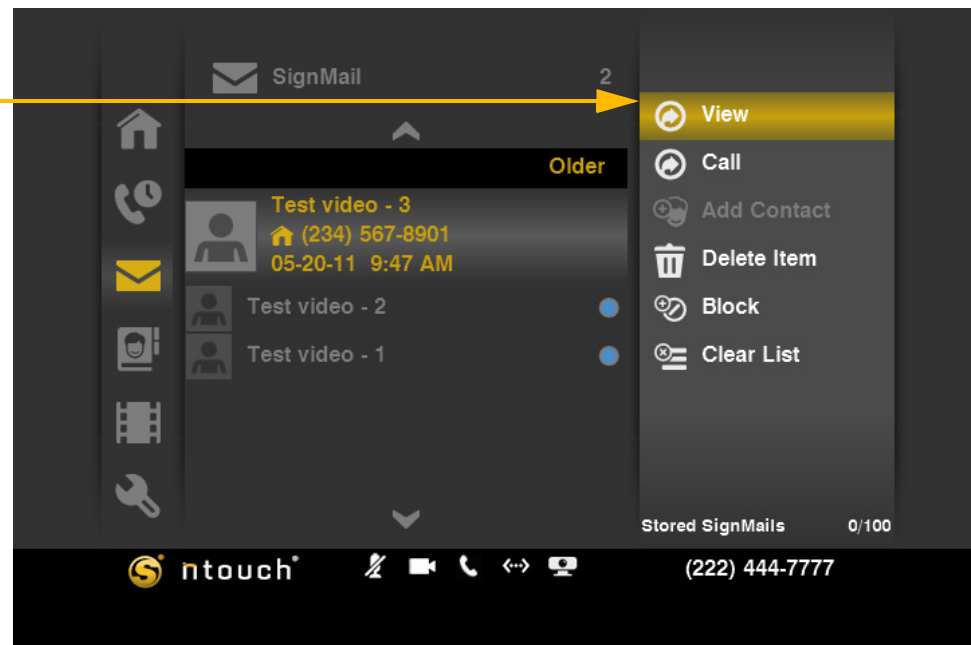 SignMail 2
Older
Test video - 3
(234) 567-8901
05-20-11 9:47 AM
Test video - 2
Test video - 1
View
Call
Add Contact
Delete Item
Block
Clear List
Stored SignMails 0/100
ntouch
(222) 444-7777